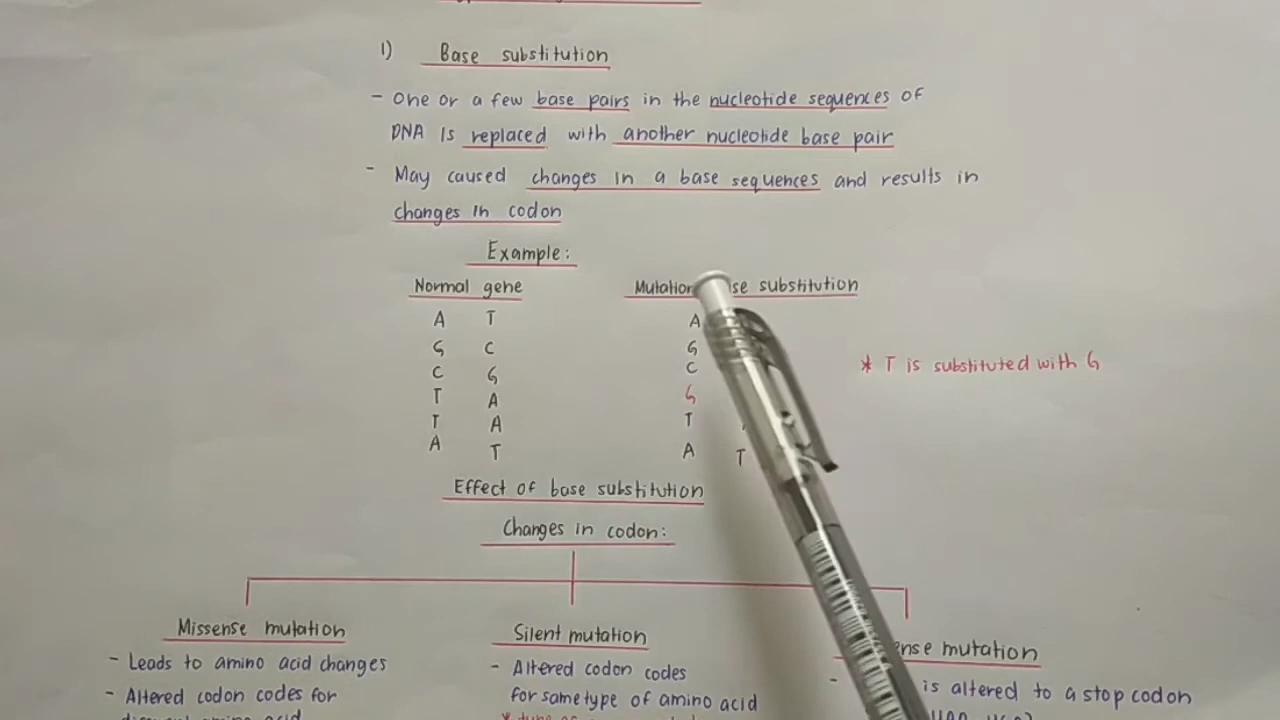 1) Base substitution
- One or a few base pairs in the nucleotide sequences of
DNA is replaced with another nucleotide base pair
- May caused changes in a base sequences and results in
changes in codon
Example:
Normal gene
A T
G C
C G
T A
T A
A T
Mutation substitution
A
G
C
G
T
A T
* T is substituted with G
Effect of base substitution
Changes in codon:
Missense mutation
- Leads to amino acid changes
- Altered codon codes for
Silent mutation
- Altered codon codes
for same type of amino acid
mutation
- is altered to a stop codon